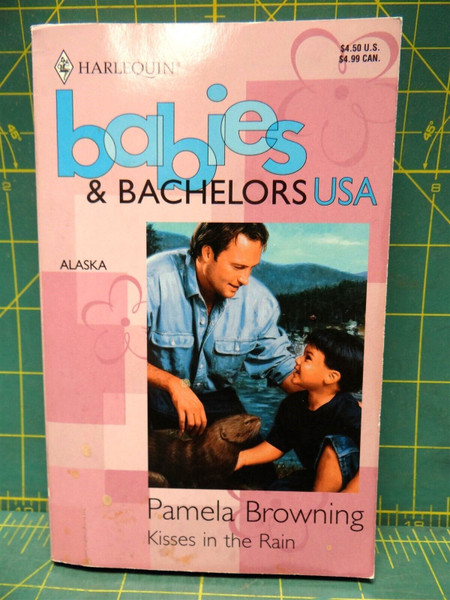 HARLEQUIN®
$4.50 U.S.
$4.99 CAN.
babies
& BACHELORS USA
ALASKA
Pamela Browning
Kisses in the Rain